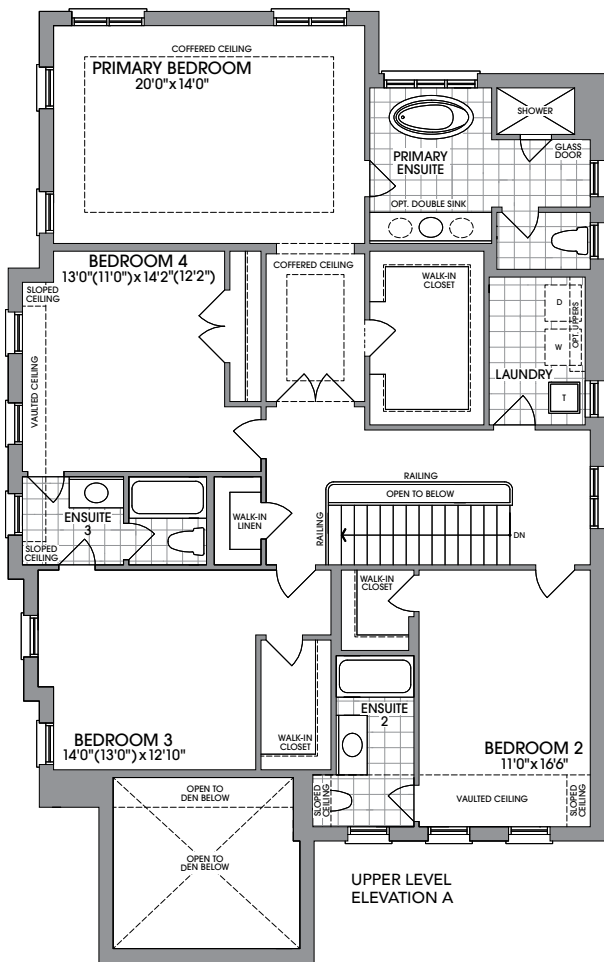 COFFERED CEILING
PRIMARY BEDROOM
20'0"x 14'0"
SHOWER
GLASS
DOOR
PRIMARY
ENSUITE
OPT. DOUBLE SINK
BEDROOM 4
13'0"(11'0") x 14'2"(12'2")
SLOPED
CEILING
COFFERED CEILING
WALK-IN
CLOSET
D
W
OPT. UPPERS
LAUNDRY
T
VAULTED CEILING
RAILING
OPEN TO BELOW
ENSUITE
3
WALK-IN
LINEN
RAILING
DN
SLOPED
CEILING
WALK-IN
CLOSET
ENSUITE
2
BEDROOM 3
14'0"(13'0") x 12'10"
WALK-IN
CLOSET
BEDROOM 2
11'0"x 16'6"
OPEN TO
DEN BELOW
SLOPED
CEILING
VAULTED CEILING
SLOPED
CEILING
OPEN TO
DEN BELOW
UPPER LEVEL
ELEVATION A